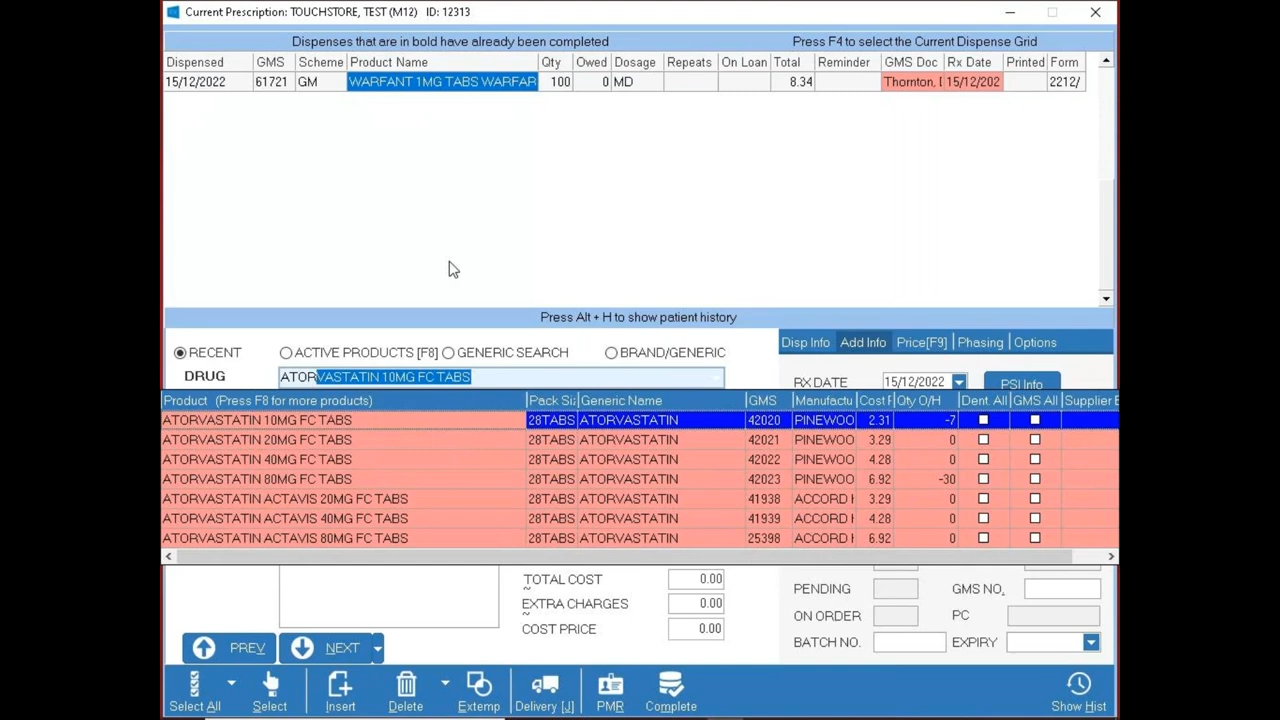 Current Prescription: TOUCHSTORE, TEST (M12) ID: 12313
Dispenses that are in bold have already been completed Press F4 to select the Current Dispense Grid
Dispensed GMS Scheme Product Name Qty Owed Dosage Repeats On Loan Total Reminder GMS Doc Rx Date Printed Form
15/12/2022 61721 GM WARFANT 1MG TABS WARFAR 100 0 MD 8.34 Thornton, 15/12/202 2212/
Press Alt + H to show patient history
Disp Info Add Info Price[F9] Phasing Options
RECENT ACTIVE PRODUCTS [F8] GENERIC SEARCH BRAND/GENERIC
DRUG ATORVASTATIN 10MG FC TABS
RX DATE 15/12/2022 PSI Info
Product (Press F8 for more products) Pack Siz Generic Name GMS Manufactu Cost F Qty O/H Dent. All GMS All Supplier E
ATORVASTATIN 10MG FC TABS 28TABS ATORVASTATIN 42020 PINEWOO 2.31 -7
ATORVASTATIN 20MG FC TABS 28TABS ATORVASTATIN 42021 PINEWOO 3.29 0
ATORVASTATIN 40MG FC TABS 28TABS ATORVASTATIN 42022 PINEWOO 4.28 0
ATORVASTATIN 80MG FC TABS 28TABS ATORVASTATIN 42023 PINEWOO 6.92 -30
ATORVASTATIN ACTAVIS 20MG FC TABS 28TABS ATORVASTATIN 41938 ACCORD 3.29 0
ATORVASTATIN ACTAVIS 40MG FC TABS 28TABS ATORVASTATIN 41939 ACCORD 4.28 0
ATORVASTATIN ACTAVIS 80MG FC TABS 28TABS ATORVASTATIN 25398 ACCORD 6.92 0
TOTAL COST 0.00
EXTRA CHARGES 0.00
COST PRICE 0.00
PENDING GMS NO.
ON ORDER PC
BATCH NO. EXPIRY
PREV NEXT
Select All Select Insert Delete Extemp Delivery [J] PMR Complete Show Hist